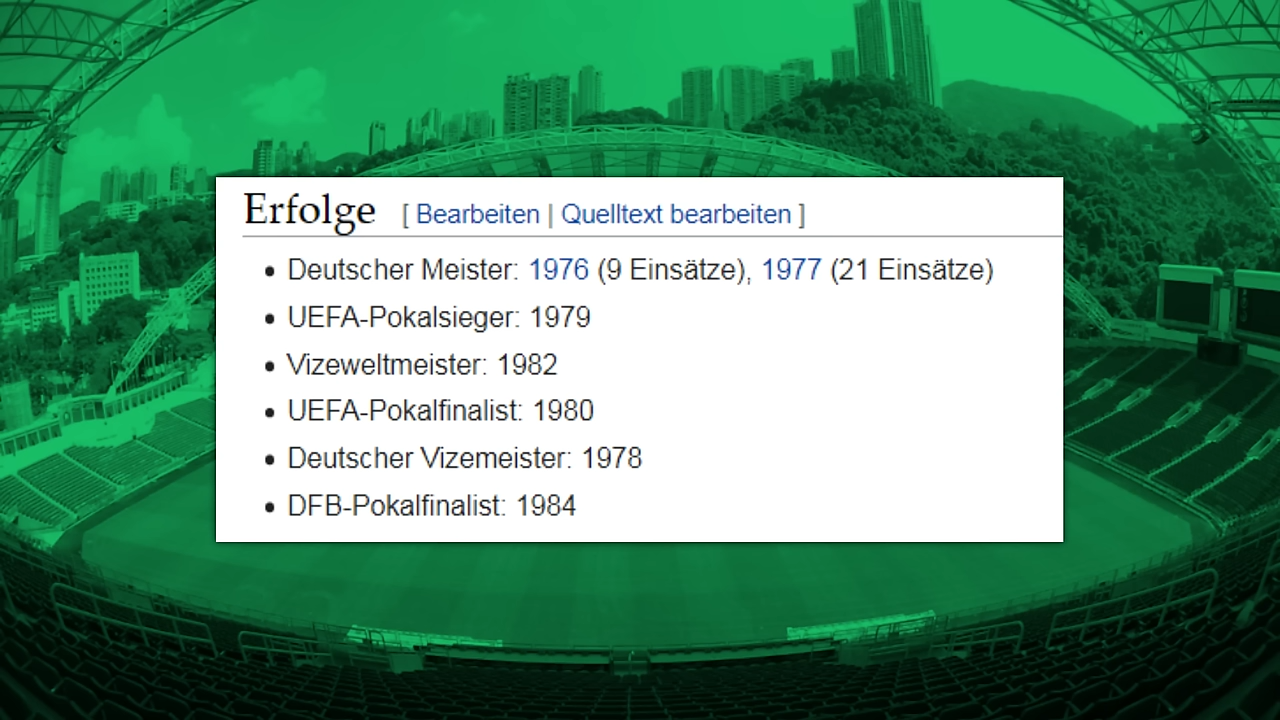 Erfolge [ Bearbeiten | Quelltext bearbeiten ]
• Deutscher Meister: 1976 (9 Einsätze), 1977 (21 Einsätze)
• UEFA-Pokalsieger: 1979
• Vizeweltmeister: 1982
• UEFA-Pokalfinalist: 1980
• Deutscher Vizemeister: 1978
• DFB-Pokalfinalist: 1984